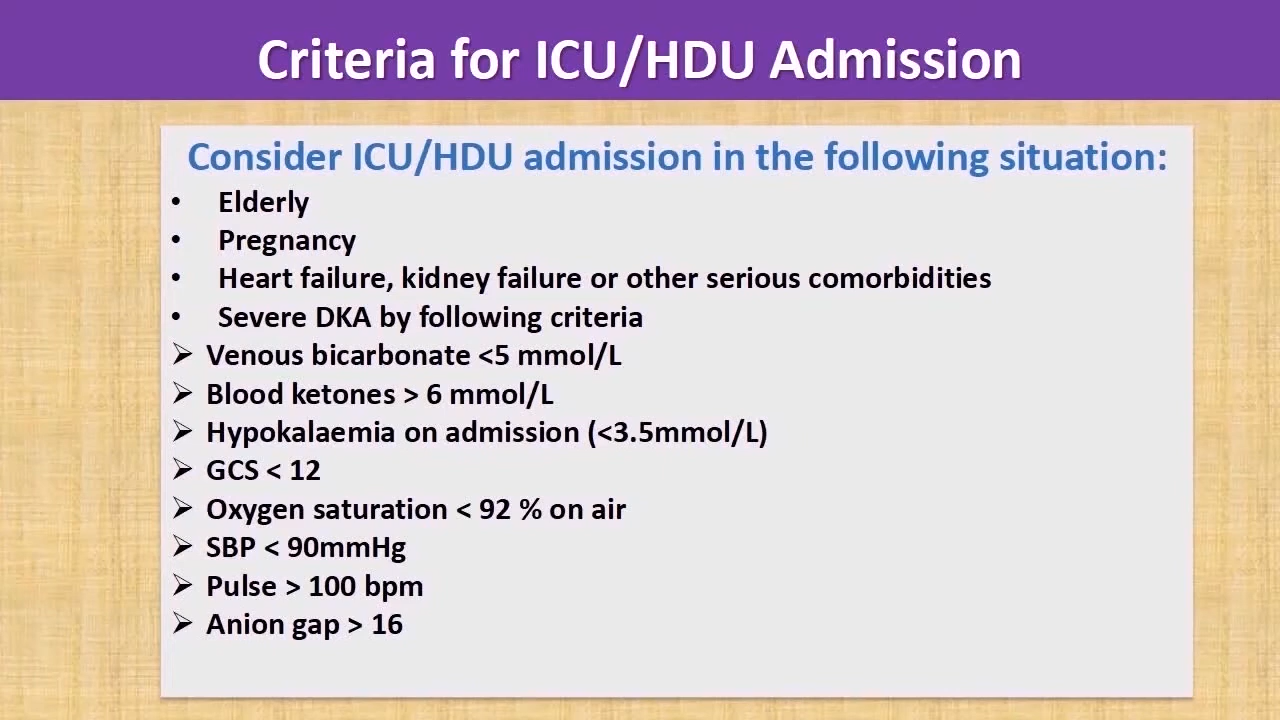 Criteria for ICU/HDU Admission
Consider ICU/HDU admission in the following situation:
• Elderly
• Pregnancy
• Heart failure, kidney failure or other serious comorbidities
• Severe DKA by following criteria
➢ Venous bicarbonate <5 mmol/L
➢ Blood ketones > 6 mmol/L
➢ Hypokalaemia on admission (<3.5mmol/L)
➢ GCS < 12
➢ Oxygen saturation < 92 % on air
➢ SBP < 90mmHg
➢ Pulse > 100 bpm
➢ Anion gap > 16